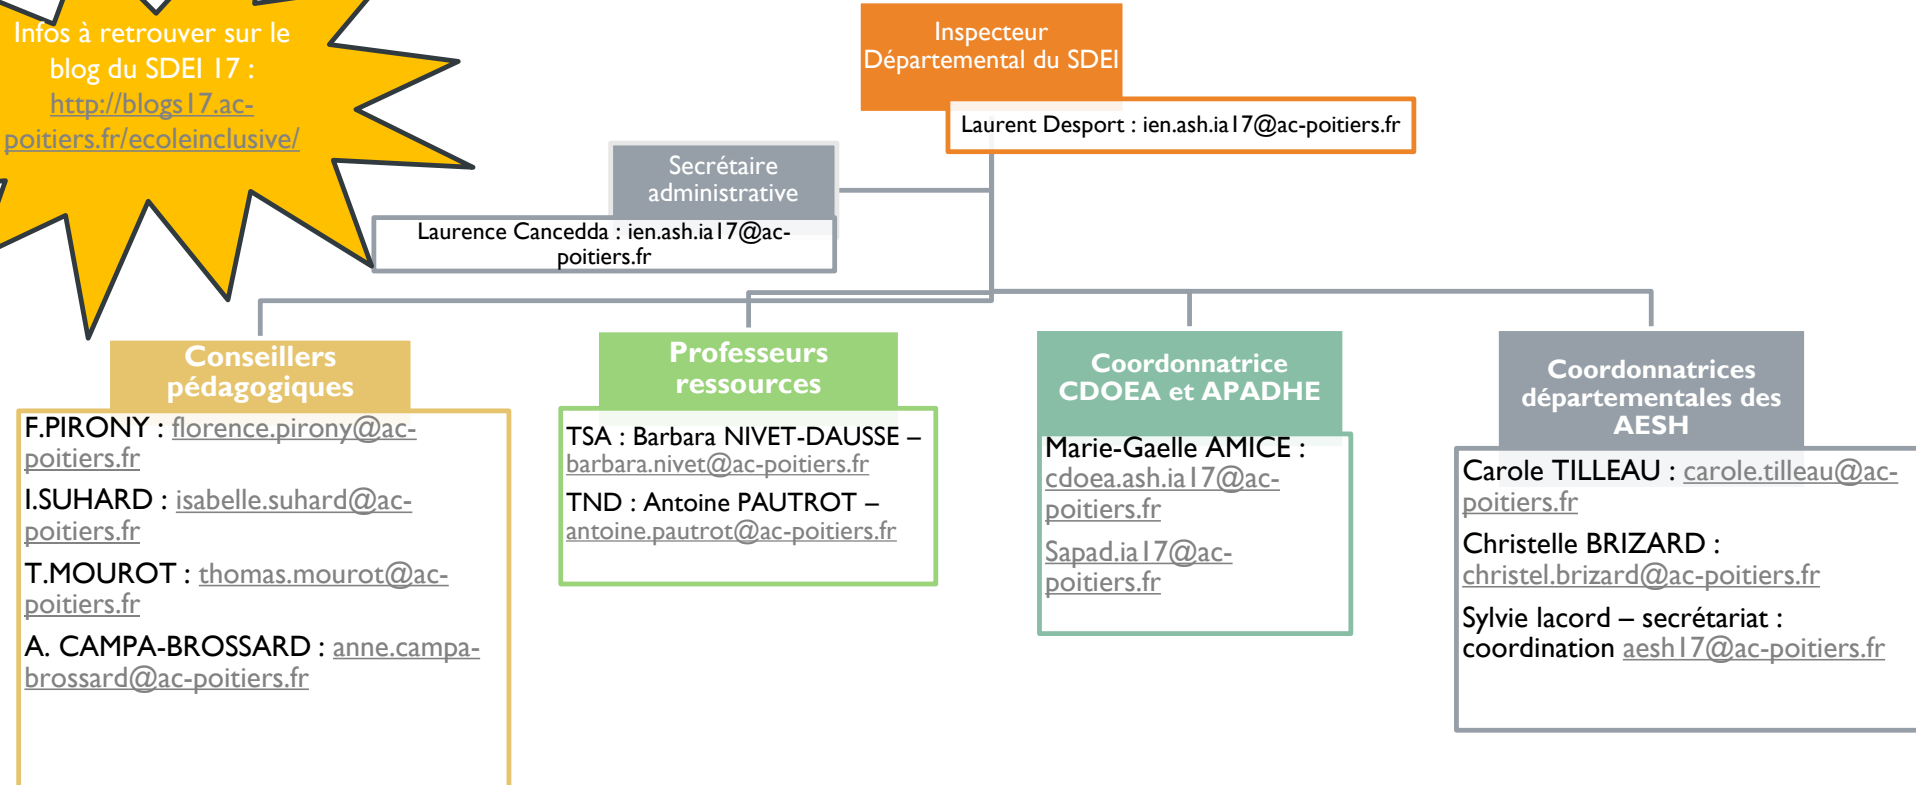 Infos à retrouver sur le
blog du SDEI 17 :
http://blogs17.ac-
poitiers.fr/ecoleinclusive/
Inspecteur
Départemental du SDEI
Laurent Desport : ien.ash.ia17@ac-poitiers.fr
Secrétaire
administrative
Laurence Cancedda : ien.ash.ia17@ac-
poitiers.fr
Conseillers
pédagogiques
F.PIRONY : florence.pirony@ac-
poitiers.fr
I.SUHARD : isabelle.suhard@ac-
poitiers.fr
T.MOUROT : thomas.mourot@ac-
poitiers.fr
A. CAMPA-BROSSARD : anne.campa-
brossard@ac-poitiers.fr
Professeurs
ressources
TSA : Barbara NIVET-DAUSSE –
barbara.nivet@ac-poitiers.fr
TND : Antoine PAUTROT –
antoine.pautrot@ac-poitiers.fr
Coordonnatrice
CDOEA et APADHE
Marie-Gaelle AMICE :
cdoea.ash.ia17@ac-
poitiers.fr
Sapad.ia17@ac-
poitiers.fr
Coordonnatrices
départementales des
AESH
Carole TILLEAU : carole.tilleau@ac-
poitiers.fr
Christelle BRIZARD :
christel.brizard@ac-poitiers.fr
Sylvie lacord – secrétariat :
coordination aesh17@ac-poitiers.fr